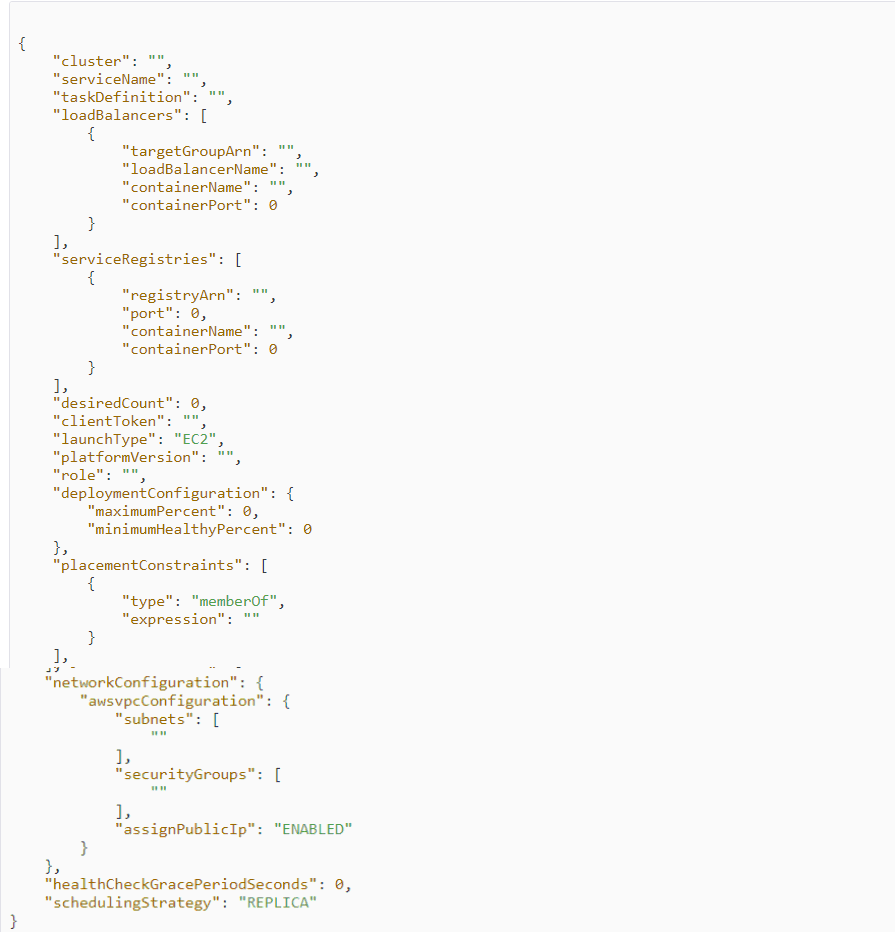 {
    "cluster": "",
    "serviceName": "",
    "taskDefinition": "",
    "loadBalancers": [
        {
            "targetGroupArn": "",
            "loadBalancerName": "",
            "containerName": "",
            "containerPort": 0
        }
    ],
    "serviceRegistries": [
        {
            "registryArn": "",
            "port": 0,
            "containerName": "",
            "containerPort": 0
        }
    ],
    "desiredCount": 0,
    "clientToken": "",
    "launchType": "EC2",
    "platformVersion": "",
    "role": "",
    "deploymentConfiguration": {
        "maximumPercent": 0,
        "minimumHealthyPercent": 0
    },
    "placementConstraints": [
        {
            "type": "memberOf",
            "expression": ""
        }
    ],
    "networkConfiguration": {
        "awsvpcConfiguration": {
            "subnets": [
                ""
            ],
            "securityGroups": [
                ""
            ],
            "assignPublicIp": "ENABLED"
        }
    },
    "healthCheckGracePeriodSeconds": 0,
    "schedulingStrategy": "REPLICA"
}